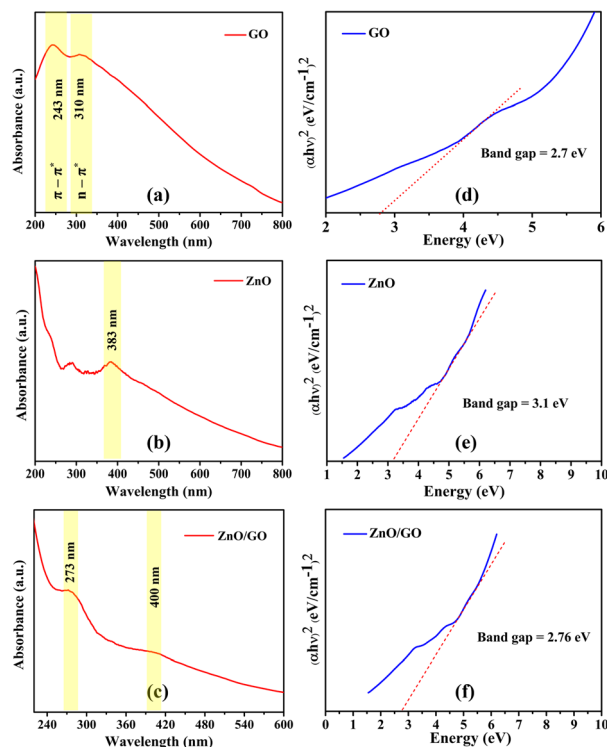 GO
Absorbance (a.u.)
243 nm
310 nm
π – π*
n – π*
(a)
200 300 400 500 600 700 800
Wavelength (nm)
GO
(αhν)2 (eV/cm-1)2
Band gap = 2.7 eV
(d)
2 3 4 5 6
Energy (eV)
ZnO
Absorbance (a.u.)
383 nm
(b)
200 300 400 500 600 700 800
Wavelength (nm)
ZnO
(αhν)2 (eV/cm-1)2
Band gap = 3.1 eV
(e)
1 2 3 4 5 6 7 8 9 10
Energy (eV)
ZnO/GO
Absorbance (a.u.)
273 nm
400 nm
(c)
240 300 360 420 480 540 600
Wavelength (nm)
ZnO/GO
(αhν)2 (eV/cm-1)2
Band gap = 2.76 eV
(f)
0 1 2 3 4 5 6 7 8 9 10
Energy (eV)